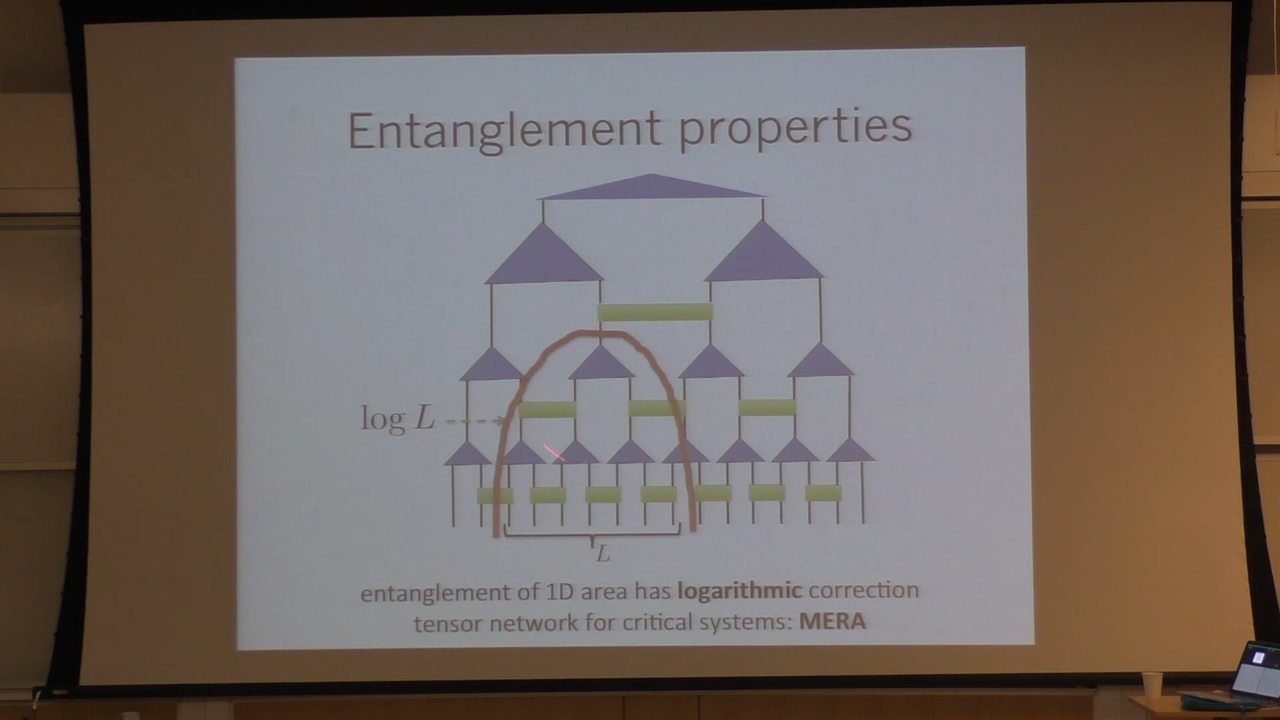 Entanglement properties
log L
L
entanglement of 1D area has logarithmic correction
tensor network for critical systems: MERA